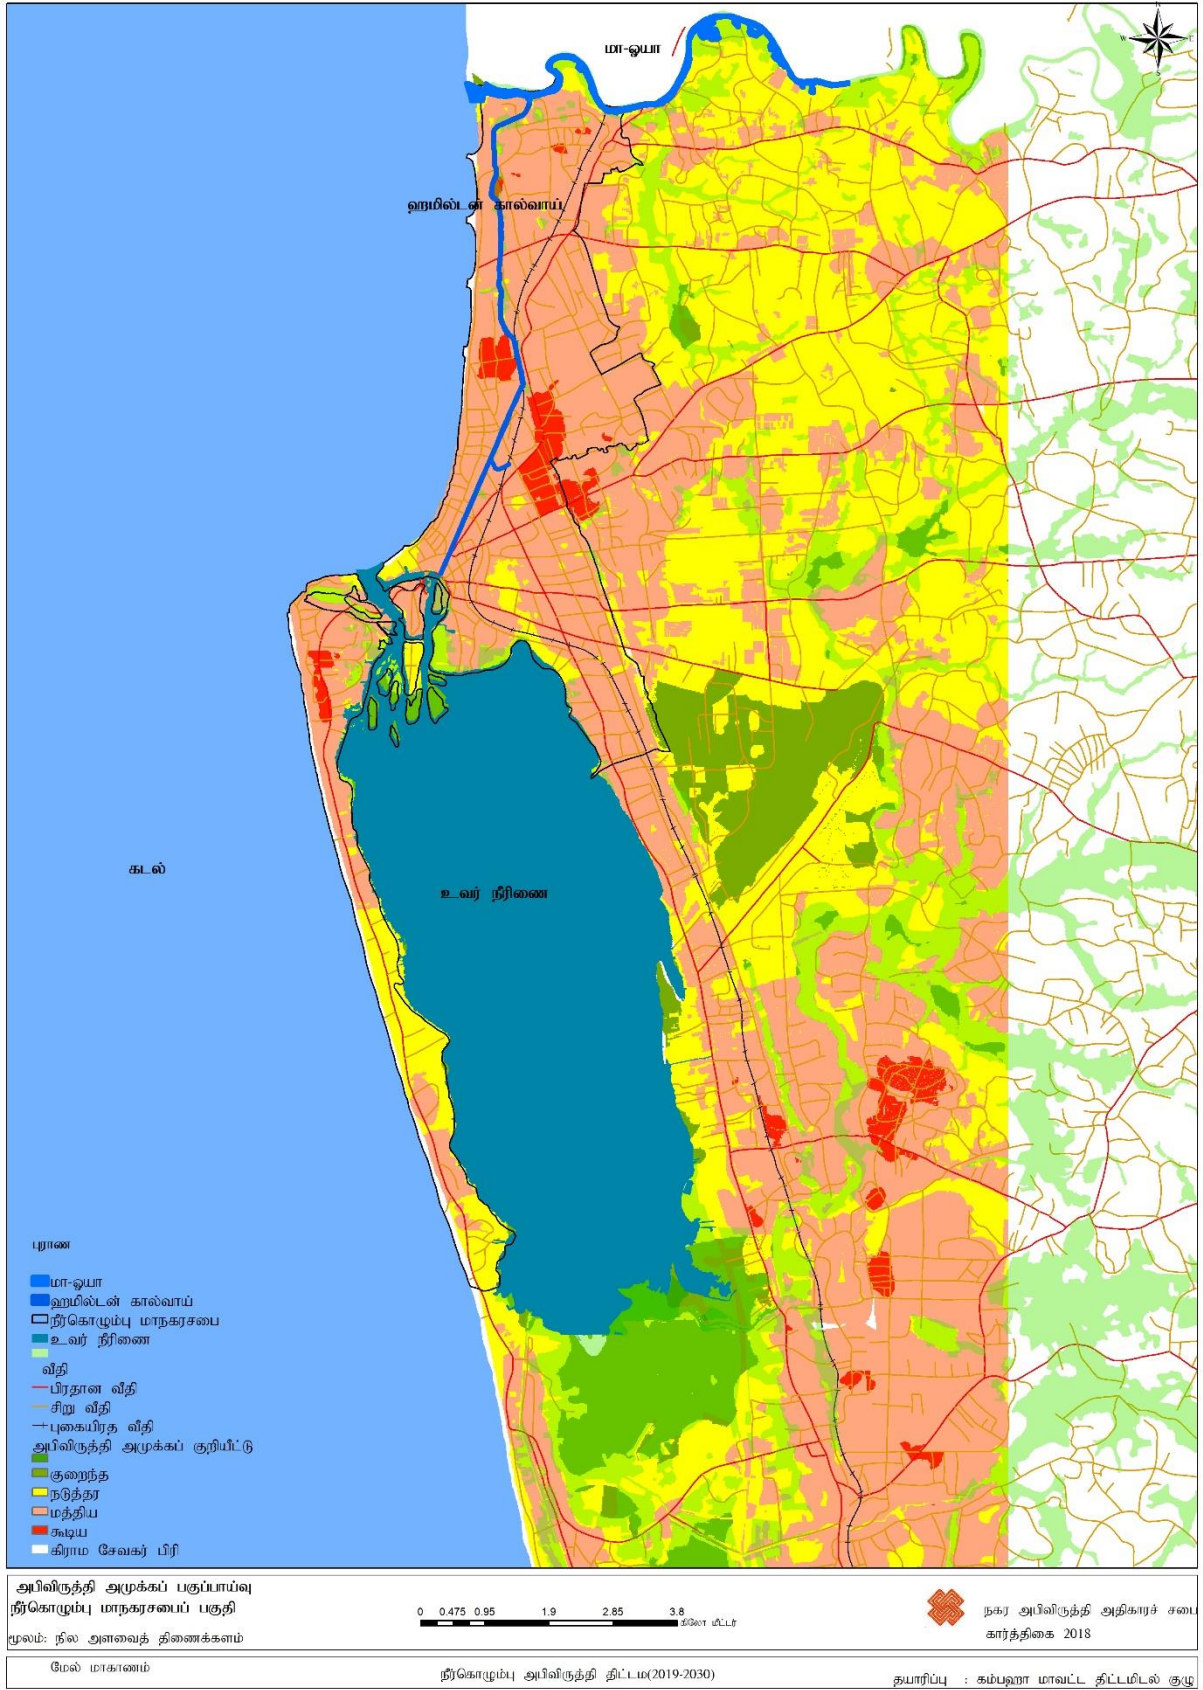 N
W E
S
மா-ஓயா
ஹமில்டன் கால்வாய்
கடல்
உவர் நீரிணை
புராண
மா-ஓயா
ஹமில்டன் கால்வாய்
நீர்கொழும்பு மாநகரசபை
உவர் நீரிணை
வீதி
பிரதான வீதி
சிறு வீதி
புகையிரத வீதி
அபிவிருத்தி அமுக்கப் குறியீட்டு
குறைந்த
நடுத்தர
மத்திய
கூடிய
கிராம சேவகர் பிரி
அபிவிருத்தி அமுக்கப் பகுப்பாய்வு
நீர்கொழும்பு மாநகரசபைப் பகுதி
மூலம்: நில அளவைத் திணைக்களம்
0 0.475 0.95 1.9 2.85 3.8
கிலோ மீட்டர்
நகர அபிவிருத்தி அதிகாரச் சபை
கார்த்திகை 2018
மேல் மாகாணம்
நீர்கொழும்பு அபிவிருத்தி திட்டம(2019-2030)
தயாரிப்பு : கம்பஹா மாவட்ட திட்டமிடல் குழு